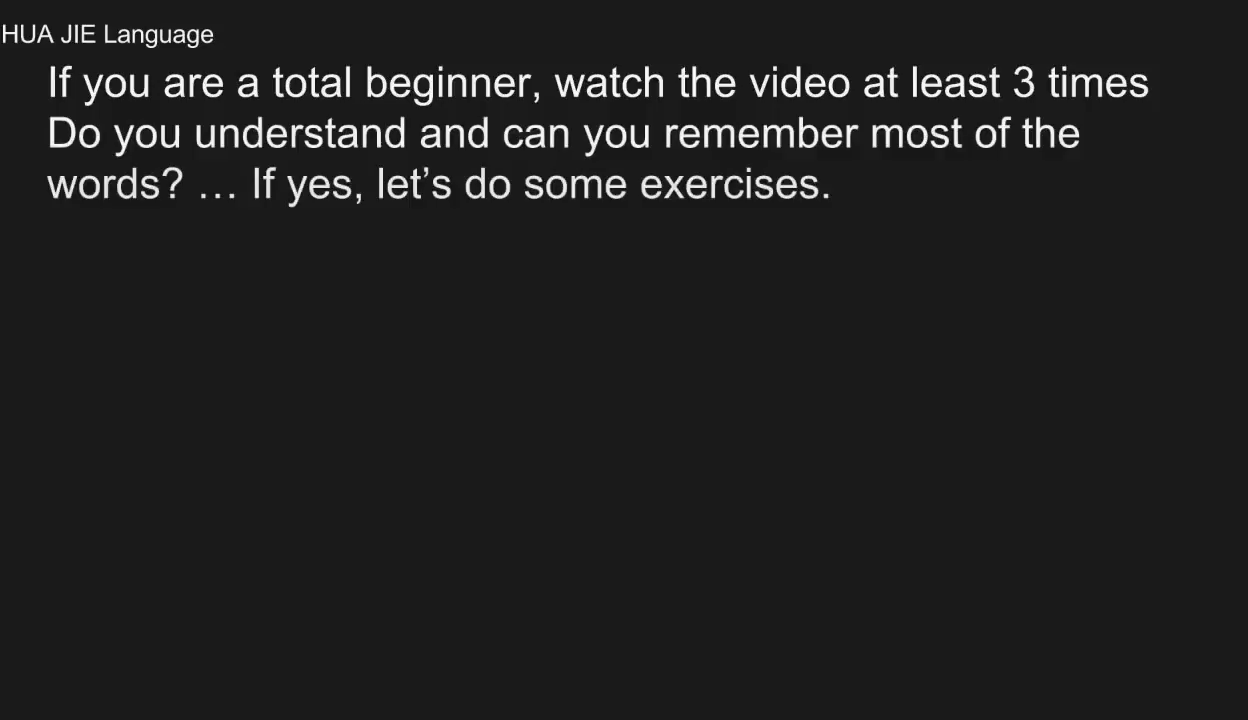 HUA JIE Language
If you are a total beginner, watch the video at least 3 times
Do you understand and can you remember most of the
words? … If yes, let’s do some exercises.